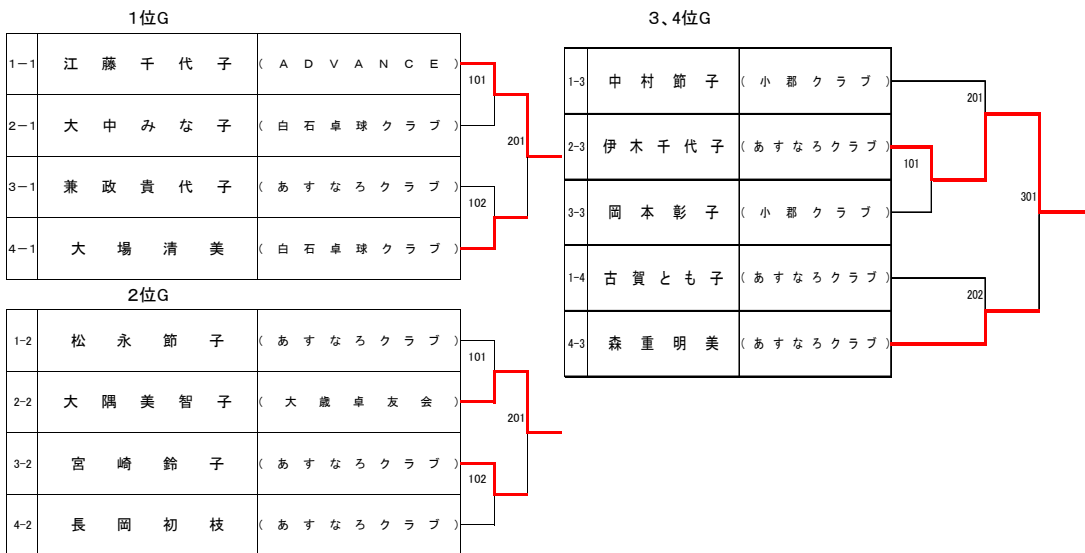 1位G
1-1 江藤千代子 (ADVANCE)
101
2-1 大中みな子 (白石卓球クラブ)
201
3-1 兼政貴代子 (あすなろクラブ)
102
4-1 大場清美 (白石卓球クラブ)
2位G
1-2 松永節子 (あすなろクラブ)
101
2-2 大隅美智子 (大歳卓友会)
201
3-2 宮崎鈴子 (あすなろクラブ)
102
4-2 長岡初枝 (あすなろクラブ)
3、4位G
1-3 中村節子 (小郡クラブ)
201
2-3 伊木千代子 (あすなろクラブ)
101
3-3 岡本彰子 (小郡クラブ)
301
1-4 古賀とも子 (あすなろクラブ)
202
4-3 森重明美 (あすなろクラブ)